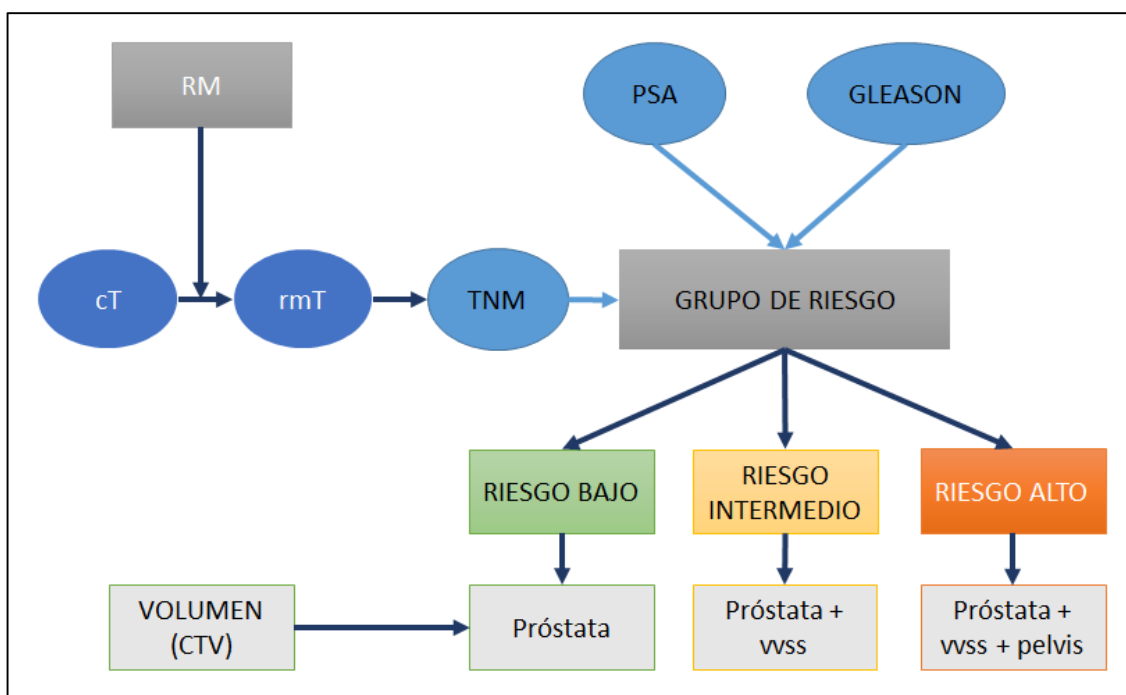 RM
PSA
GLEASON
cT
rmT
TNM
GRUPO DE RIESGO
RIESGO BAJO
RIESGO
INTERMEDIO
RIESGO ALTO
VOLUMEN
(CTV)
Próstata
Próstata +
vvss
Próstata +
vvss + pelvis